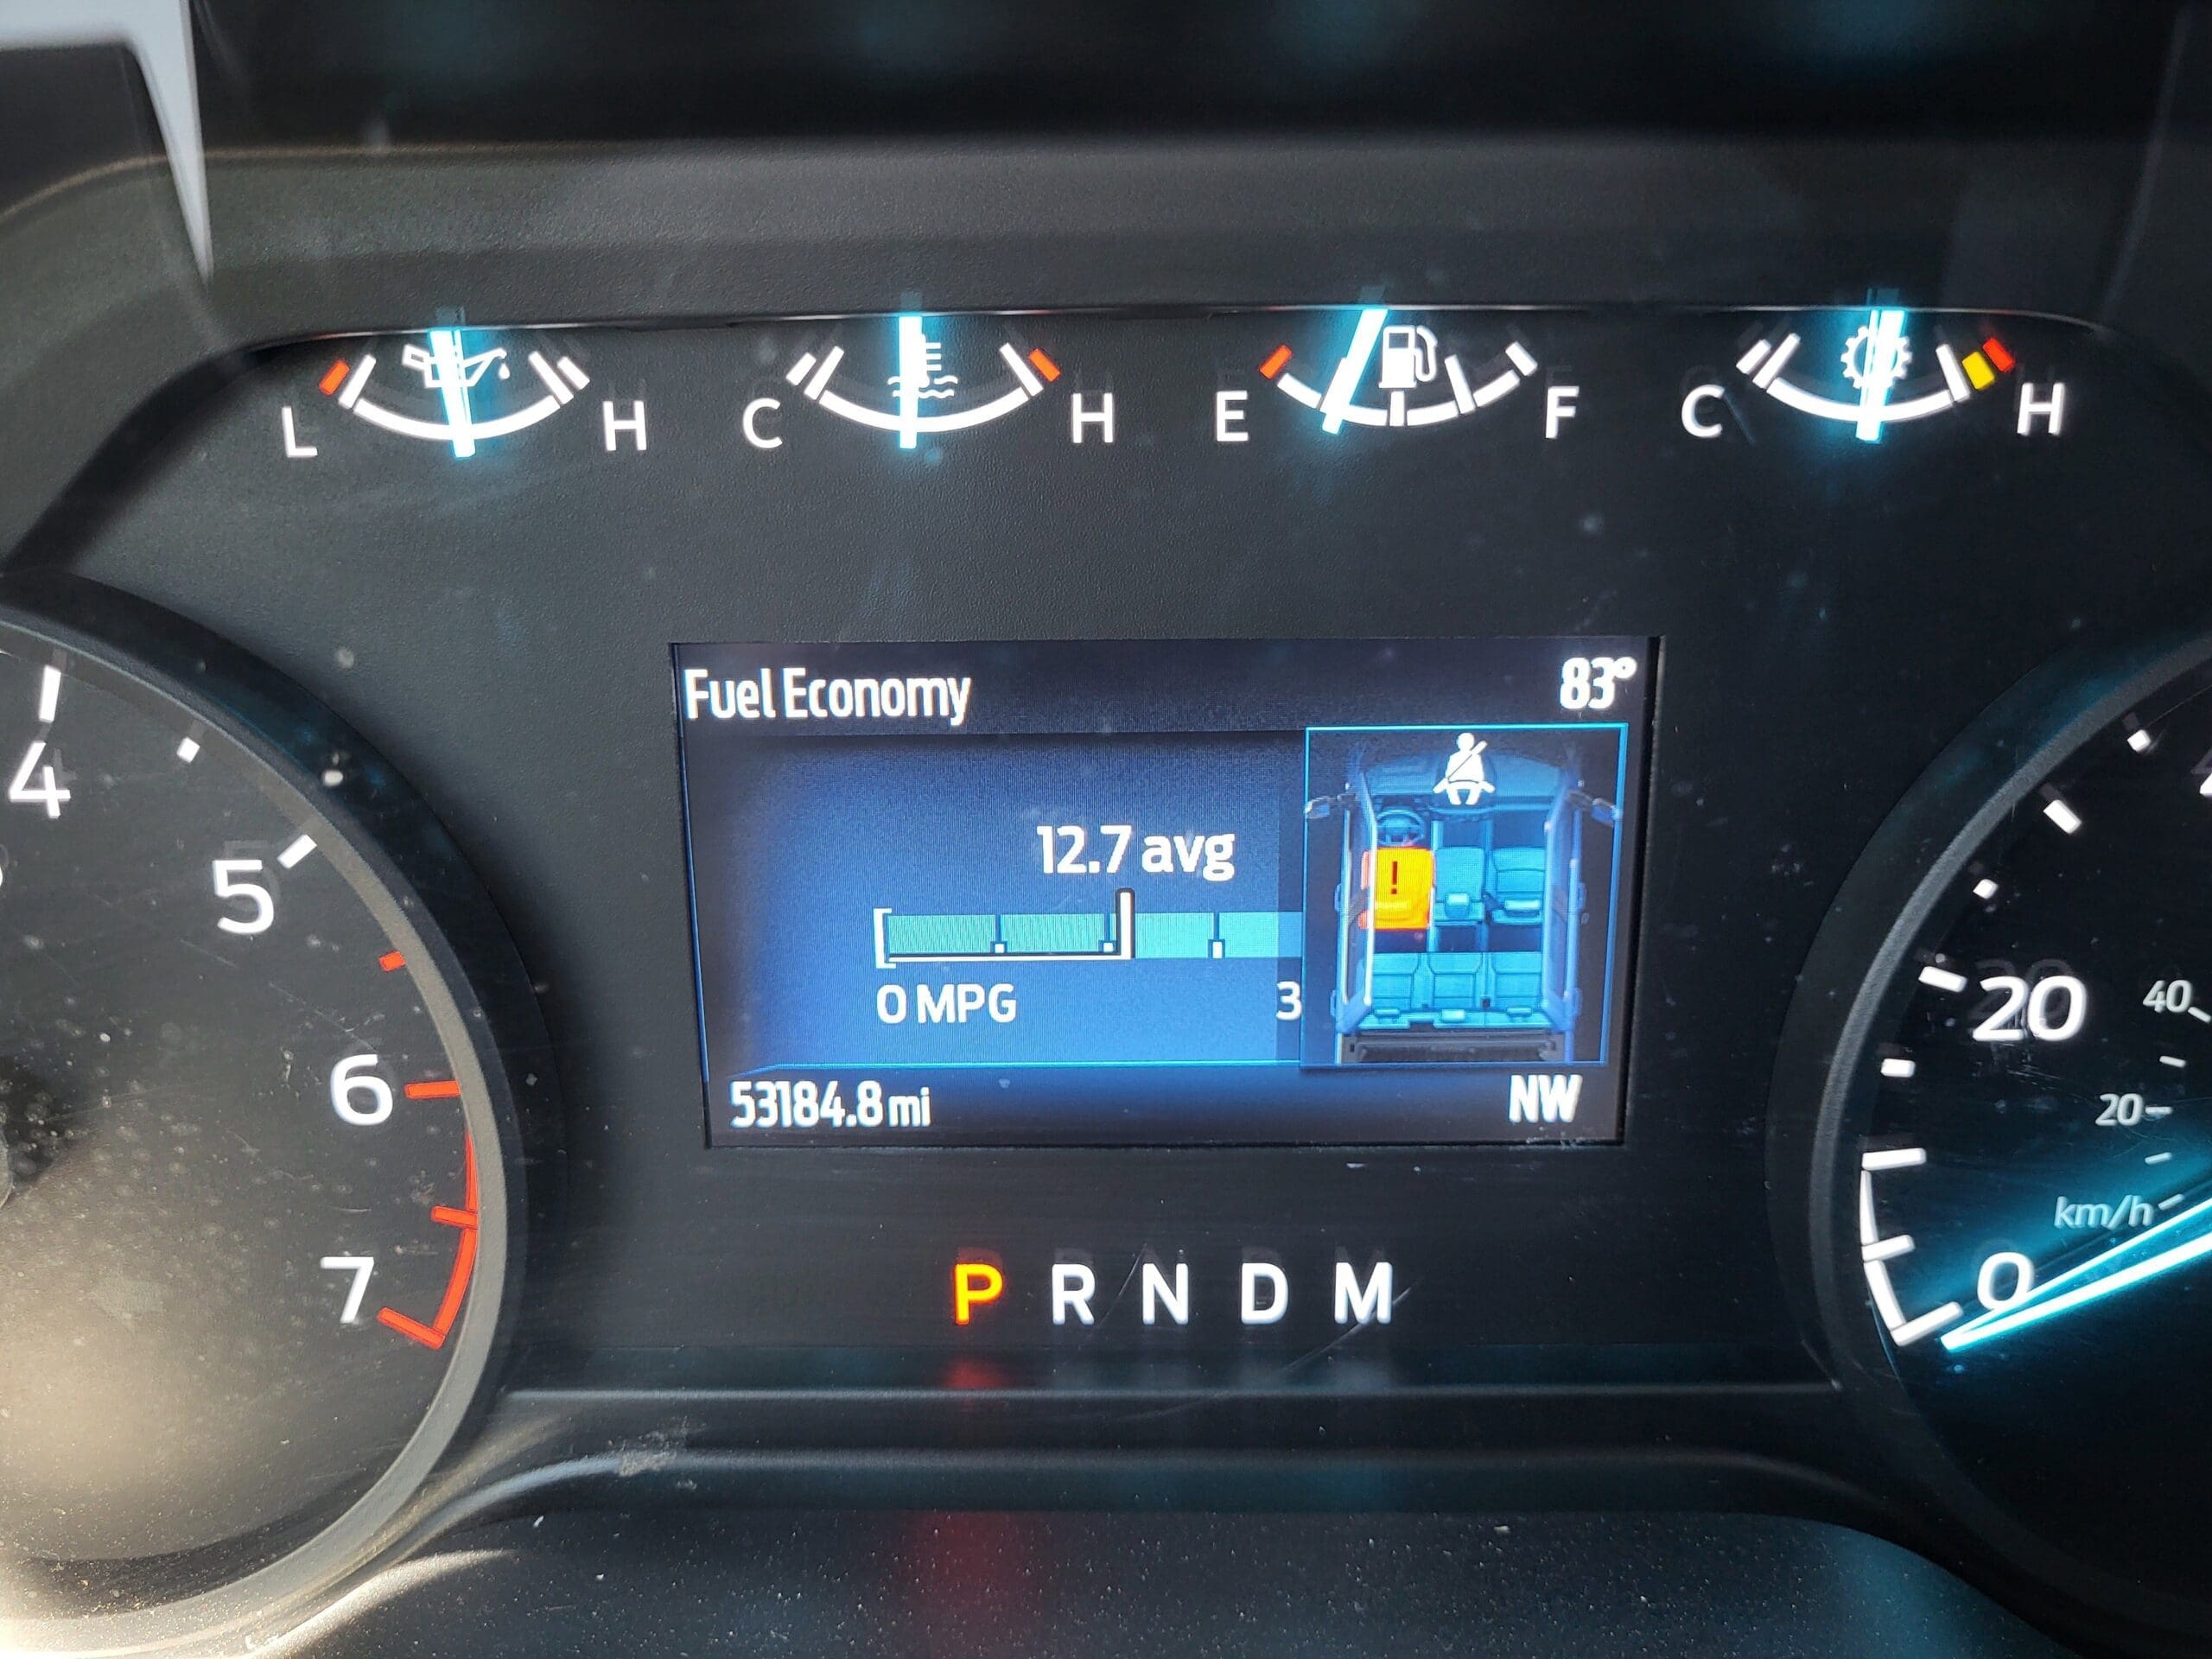 L H C H E F C H
Fuel Economy 83°
4
12.7 avg
5
!
0 MPG 3
20 40
6
53184.8 mi NW
20
km/h
7 0
P R N D M